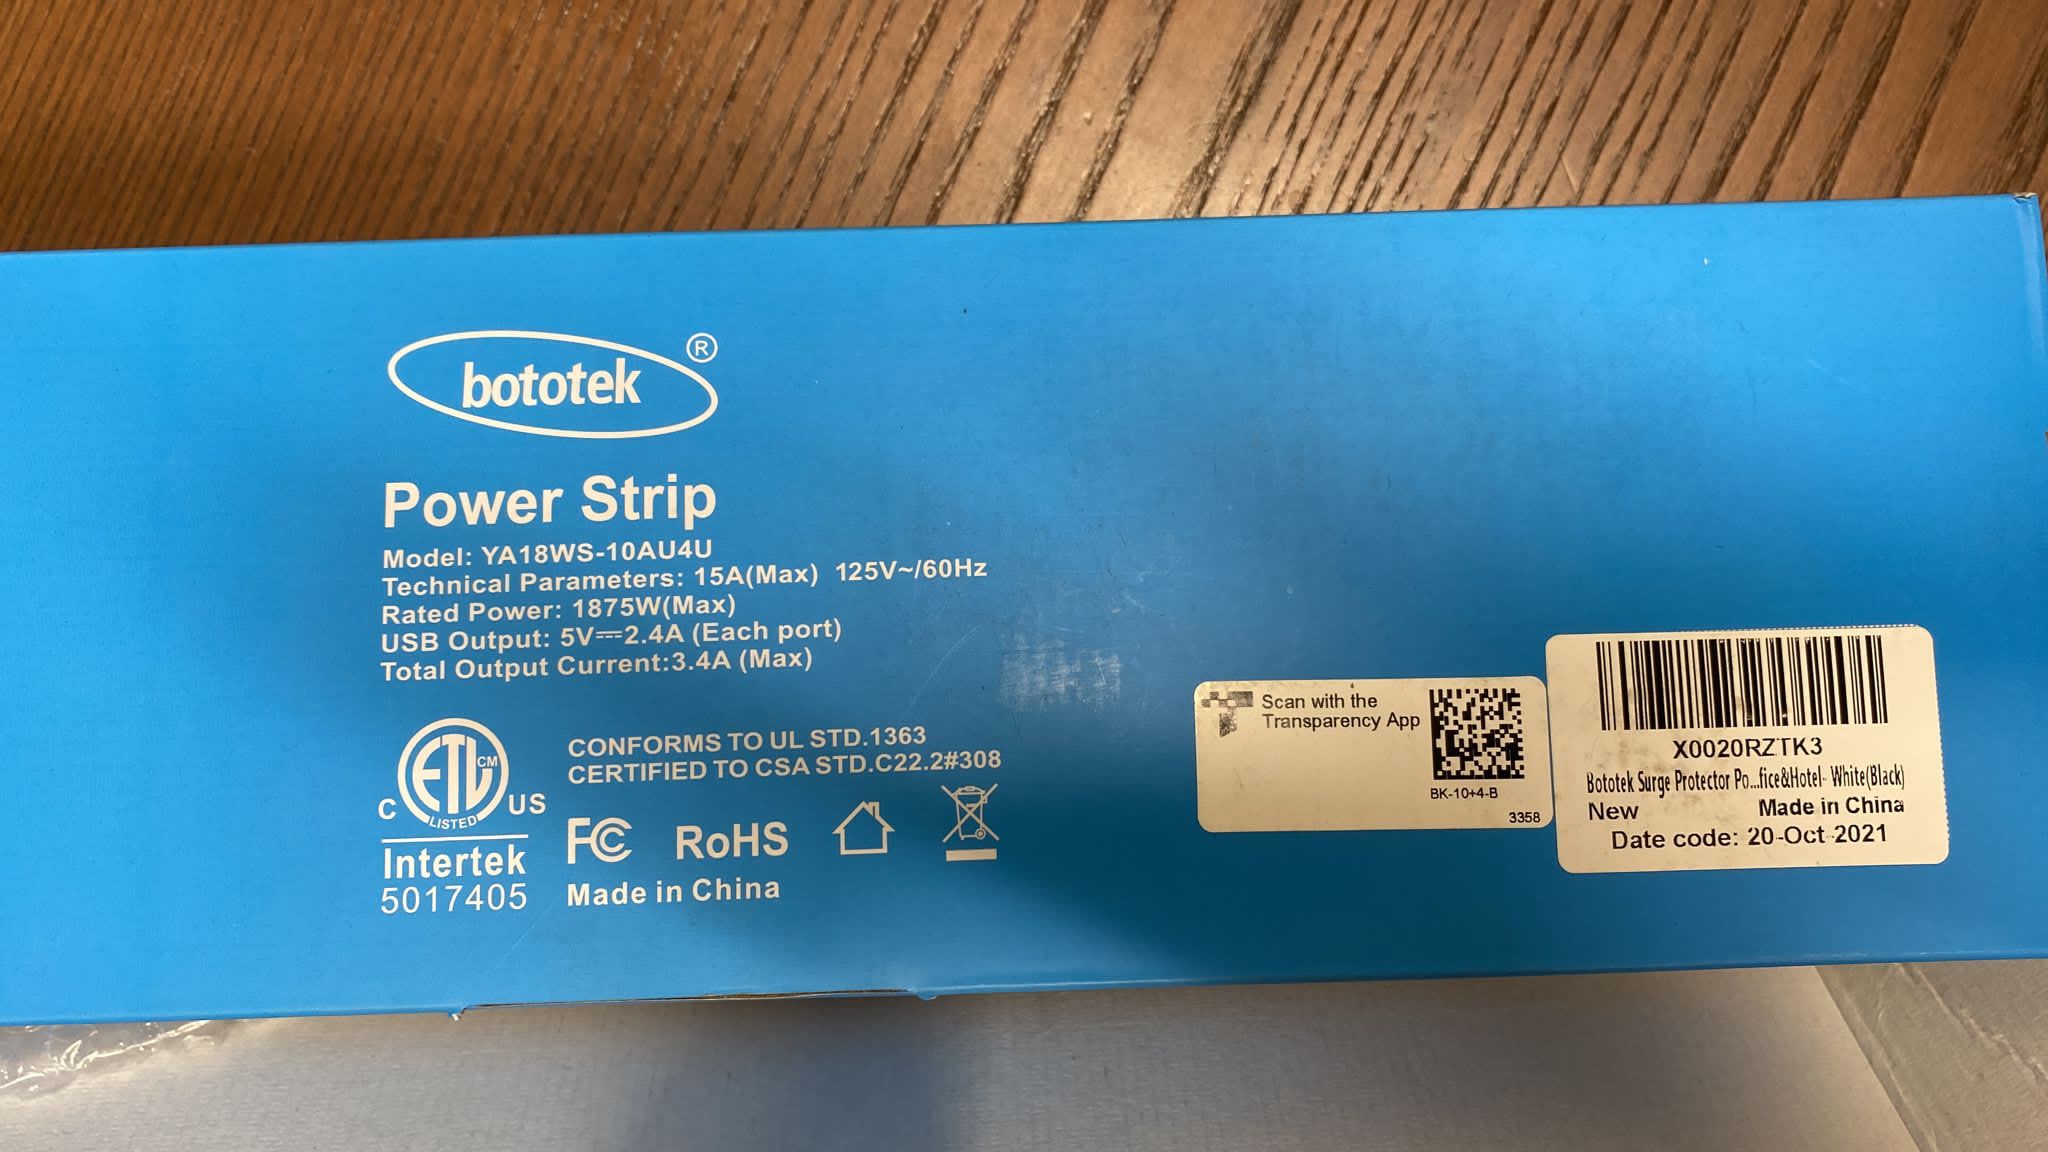 bototek®
Power Strip
Model: YA18WS-10AU4U
Technical Parameters: 15A(Max) 125V~/60Hz
Rated Power: 1875W(Max)
USB Output: 5V⎓2.4A (Each port)
Total Output Current:3.4A (Max)
ETL CM
LISTED
C US
Intertek
5017405
CONFORMS TO UL STD.1363
CERTIFIED TO CSA STD.C22.2#308
FC RoHS
Made in China
Scan with the
Transparency App
BK-10+4-B
3358
X0020RZTK3
Bototek Surge Protector Po...fice&Hotel- White(Black)
New Made in China
Date code: 20-Oct-2021